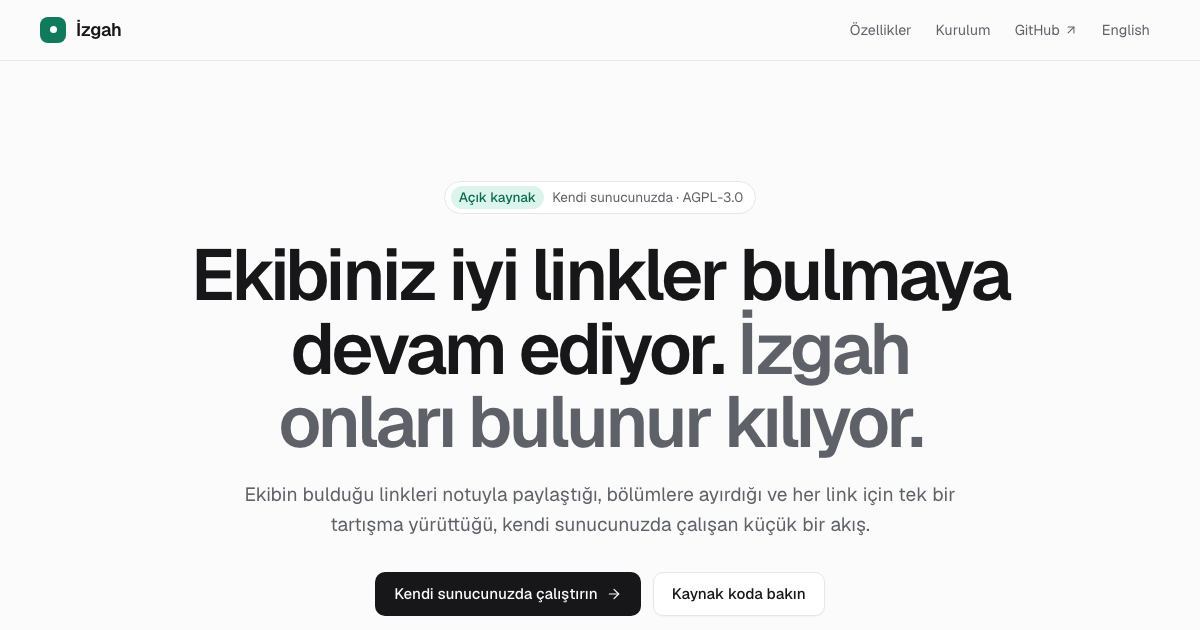 İzgah
Özellikler
Kurulum
GitHub ↗
English
Açık kaynak
Kendi sunucunuzda · AGPL-3.0
Ekibiniz iyi linkler bulmaya
devam ediyor. İzgah
onları bulunur kılıyor.
Ekibin bulduğu linkleri notuyla paylaştığı, bölümlere ayırdığı ve her link için tek bir
tartışma yürüttüğü, kendi sunucunuzda çalışan küçük bir akış.
Kendi sunucunuzda çalıştırın →
Kaynak koda bakın